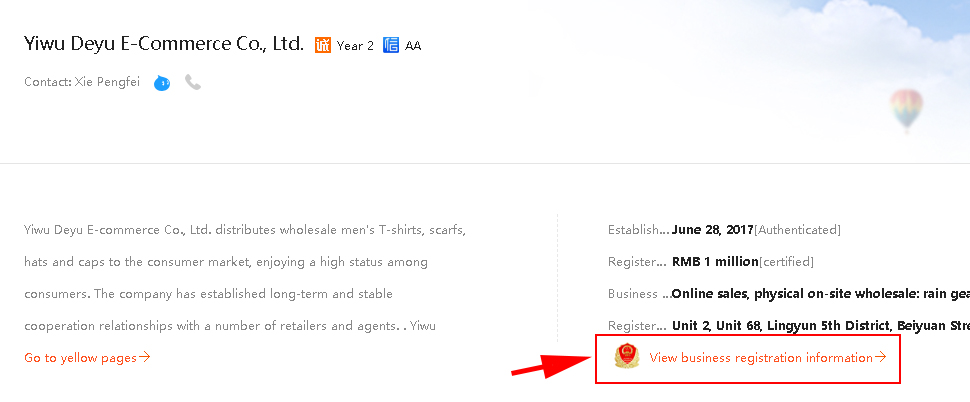 Yiwu Deyu E-Commerce Co., Ltd. 诚 Year 2 信 AA
Contact: Xie Pengfei
Yiwu Deyu E-commerce Co., Ltd. distributes wholesale men's T-shirts, scarfs,
hats and caps to the consumer market, enjoying a high status among
consumers. The company has established long-term and stable
cooperation relationships with a number of retailers and agents. . Yiwu
Go to yellow pages→
Establish... June 28, 2017[Authenticated]
Register... RMB 1 million[certified]
Business ...Online sales, physical on-site wholesale: rain gea
Register... Unit 2, Unit 68, Lingyun 5th District, Beiyuan Stre
View business registration information→